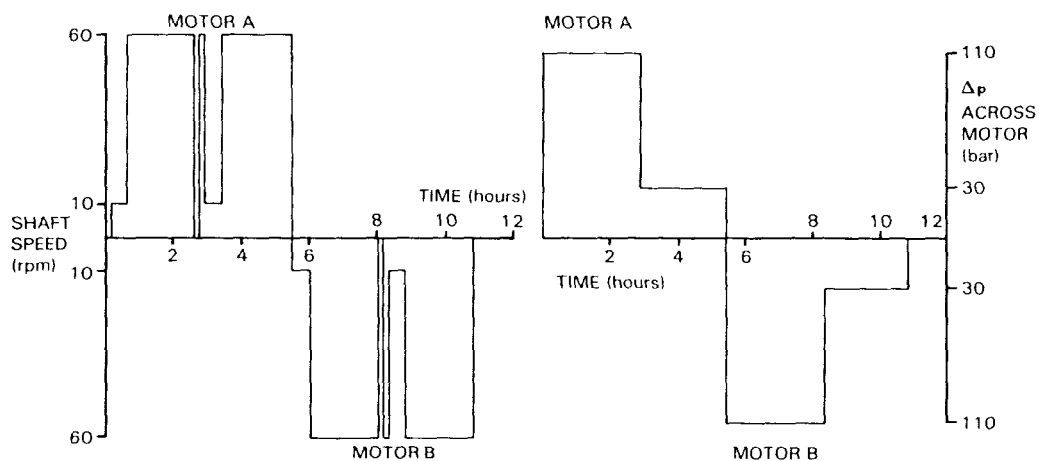 MOTOR A
60
10
SHAFT
SPEED
(rpm)
10
60
TIME (hours)
2
4
6
8
10
12
MOTOR B
MOTOR A
110
Δp
ACROSS
MOTOR
(bar)
30
2
4
6
8
10
12
TIME (hours)
30
110
MOTOR B